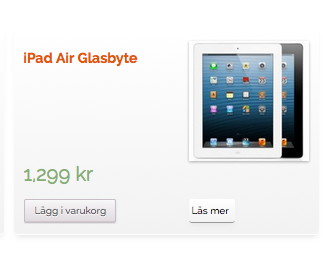 iPad Air Glasbyte
1,299 kr
Lägg i varukorg
Läs mer